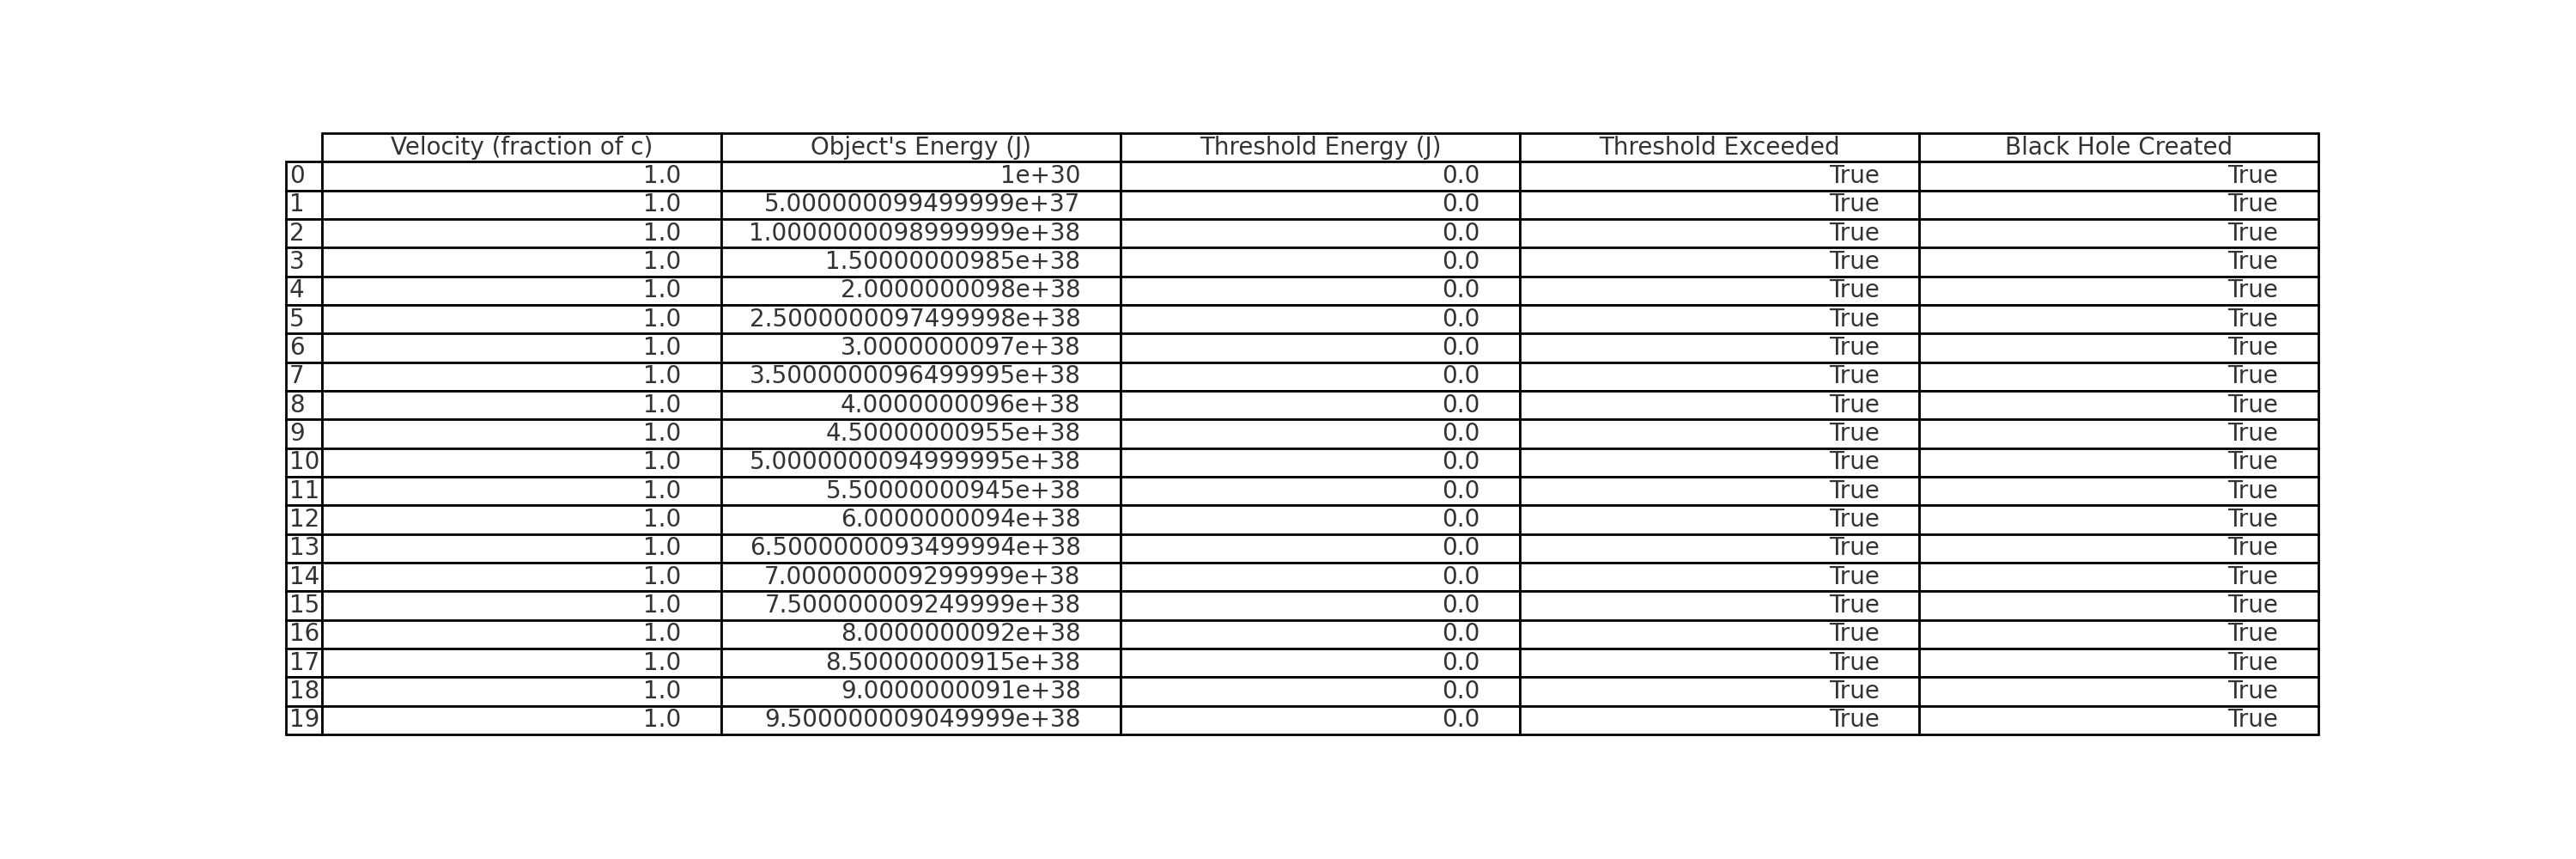 Velocity (fraction of c) Object's Energy (J) Threshold Energy (J) Threshold Exceeded Black Hole Created
0 1.0 1e+30 0.0 True True
1 1.0 5.000000099499999e+37 0.0 True True
2 1.0 1.0000000098999999e+38 0.0 True True
3 1.0 1.50000000985e+38 0.0 True True
4 1.0 2.0000000098e+38 0.0 True True
5 1.0 2.5000000097499998e+38 0.0 True True
6 1.0 3.0000000097e+38 0.0 True True
7 1.0 3.5000000096499995e+38 0.0 True True
8 1.0 4.0000000096e+38 0.0 True True
9 1.0 4.50000000955e+38 0.0 True True
10 1.0 5.0000000094999995e+38 0.0 True True
11 1.0 5.50000000945e+38 0.0 True True
12 1.0 6.0000000094e+38 0.0 True True
13 1.0 6.5000000093499994e+38 0.0 True True
14 1.0 7.000000009299999e+38 0.0 True True
15 1.0 7.500000009249999e+38 0.0 True True
16 1.0 8.0000000092e+38 0.0 True True
17 1.0 8.50000000915e+38 0.0 True True
18 1.0 9.0000000091e+38 0.0 True True
19 1.0 9.500000009049999e+38 0.0 True True